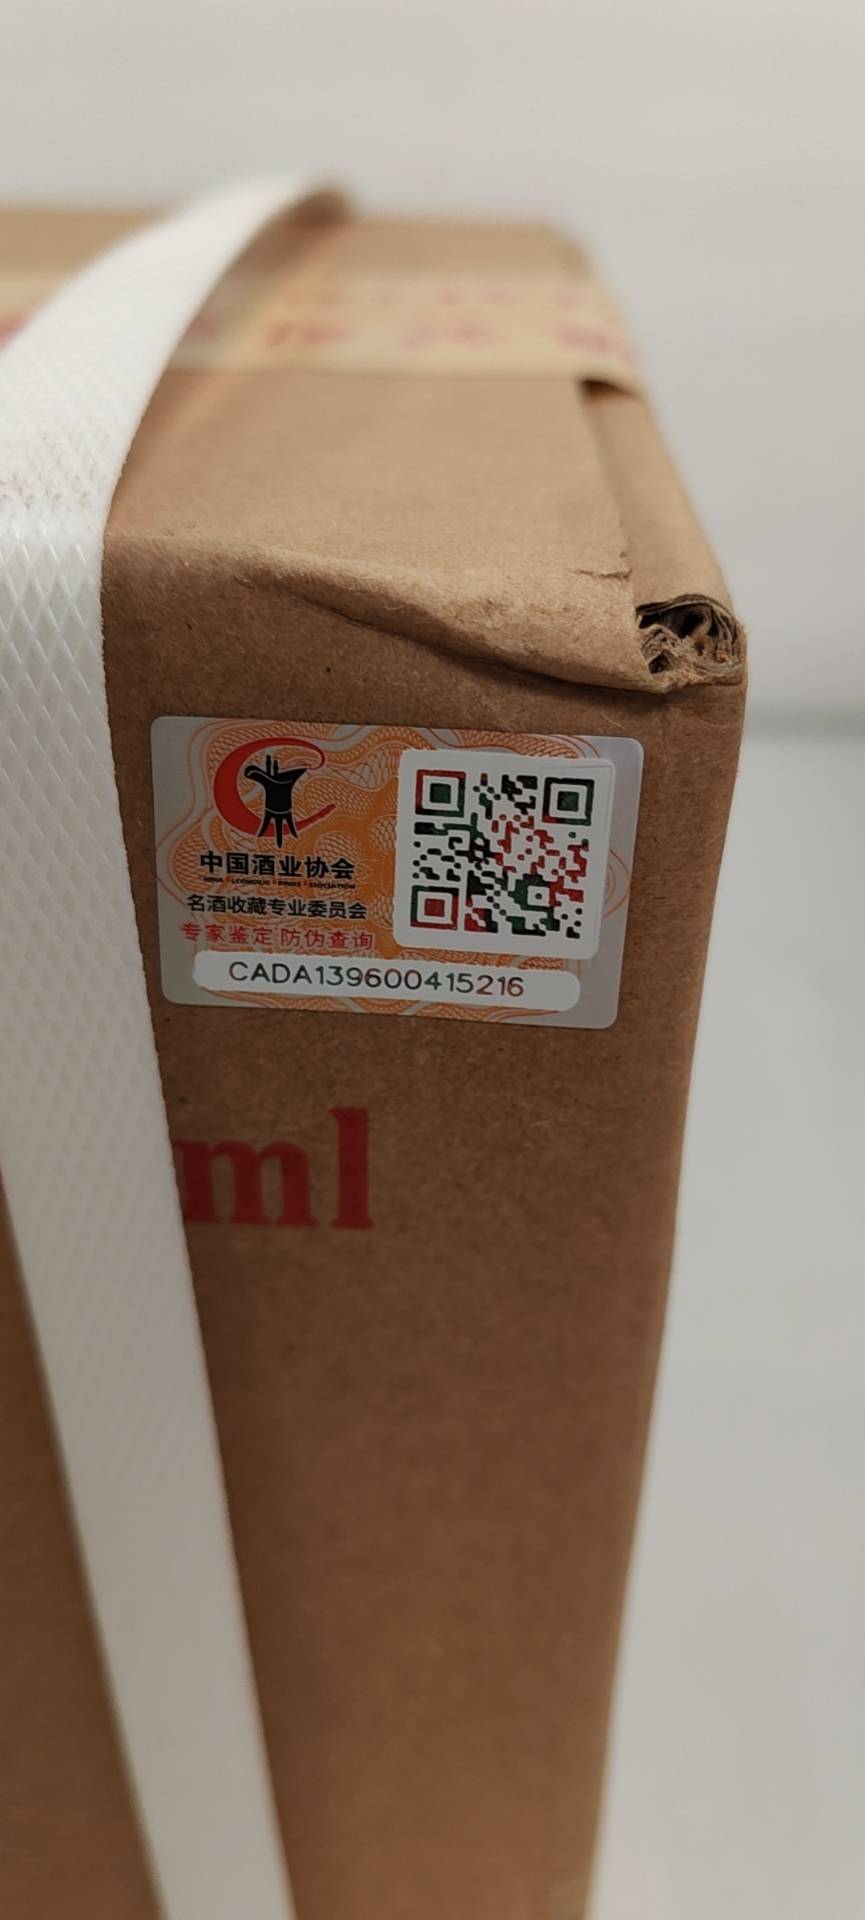 中国酒业协会
名酒收藏专业委员会
专家鉴定 防伪查询
CADA139600415216
ml